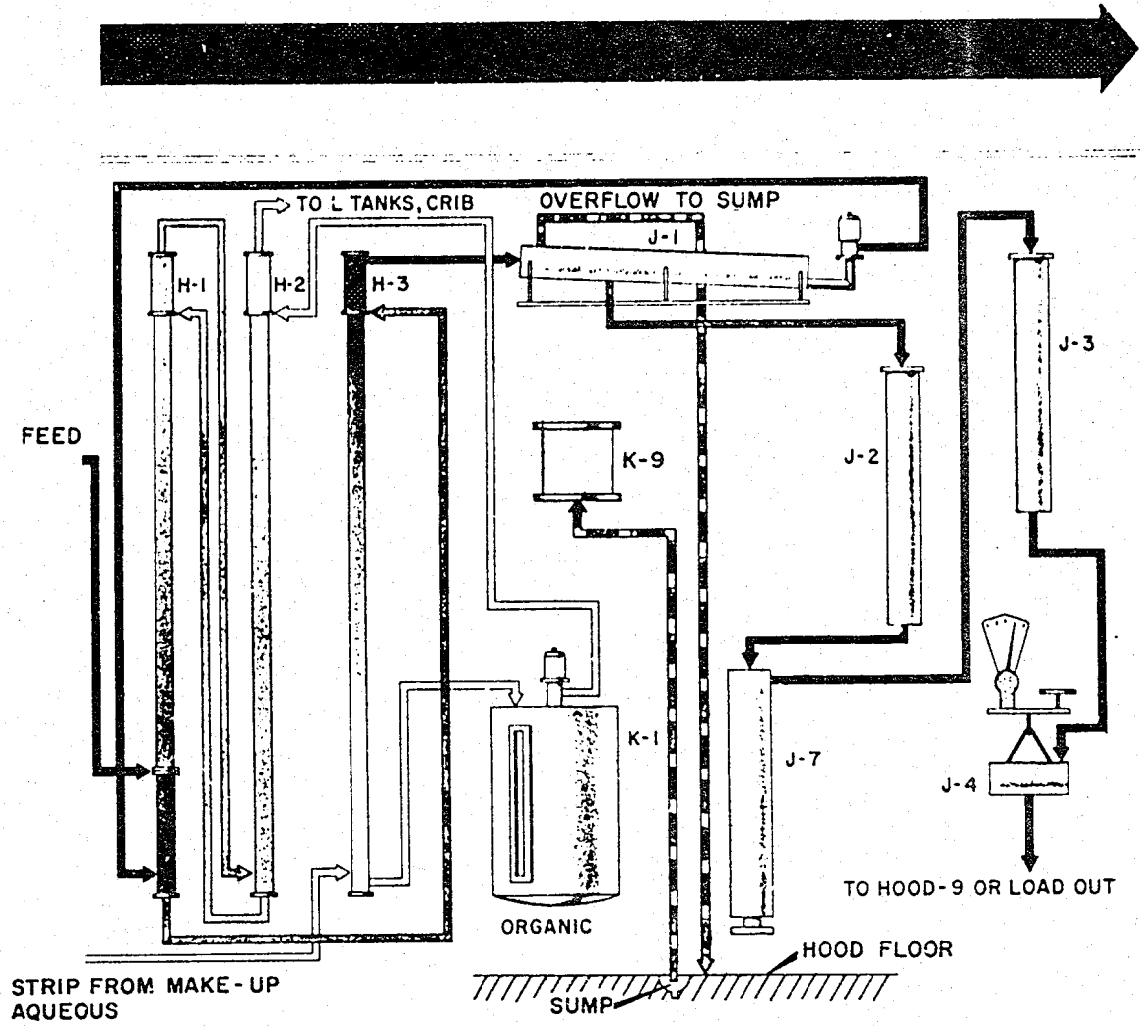 TO L TANKS, CRIB
OVERFLOW TO SUMP
J-1
H-1
H-2
H-3
J-3
FEED
K-9
J-2
K-1
J-7
J-4
TO HOOD-9 OR LOAD OUT
ORGANIC
HOOD FLOOR
STRIP FROM MAKE-UP
AQUEOUS
SUMP